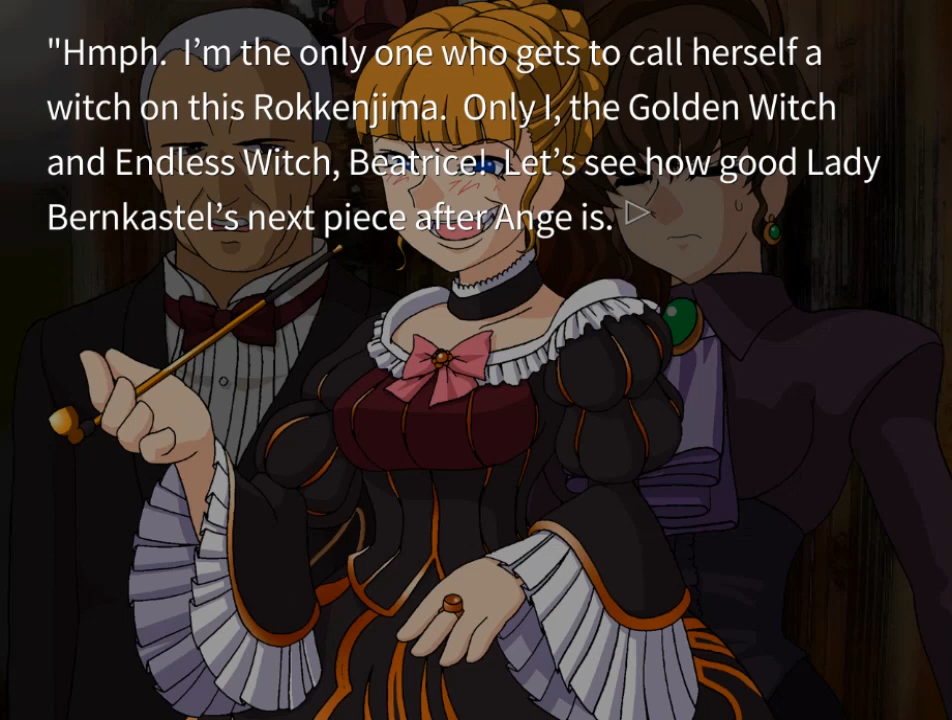 "Hmph.  I’m the only one who gets to call herself a
witch on this Rokkenjima.  Only I, the Golden Witch
and Endless Witch, Beatrice!  Let’s see how good Lady
Bernkastel’s next piece after Ange is.